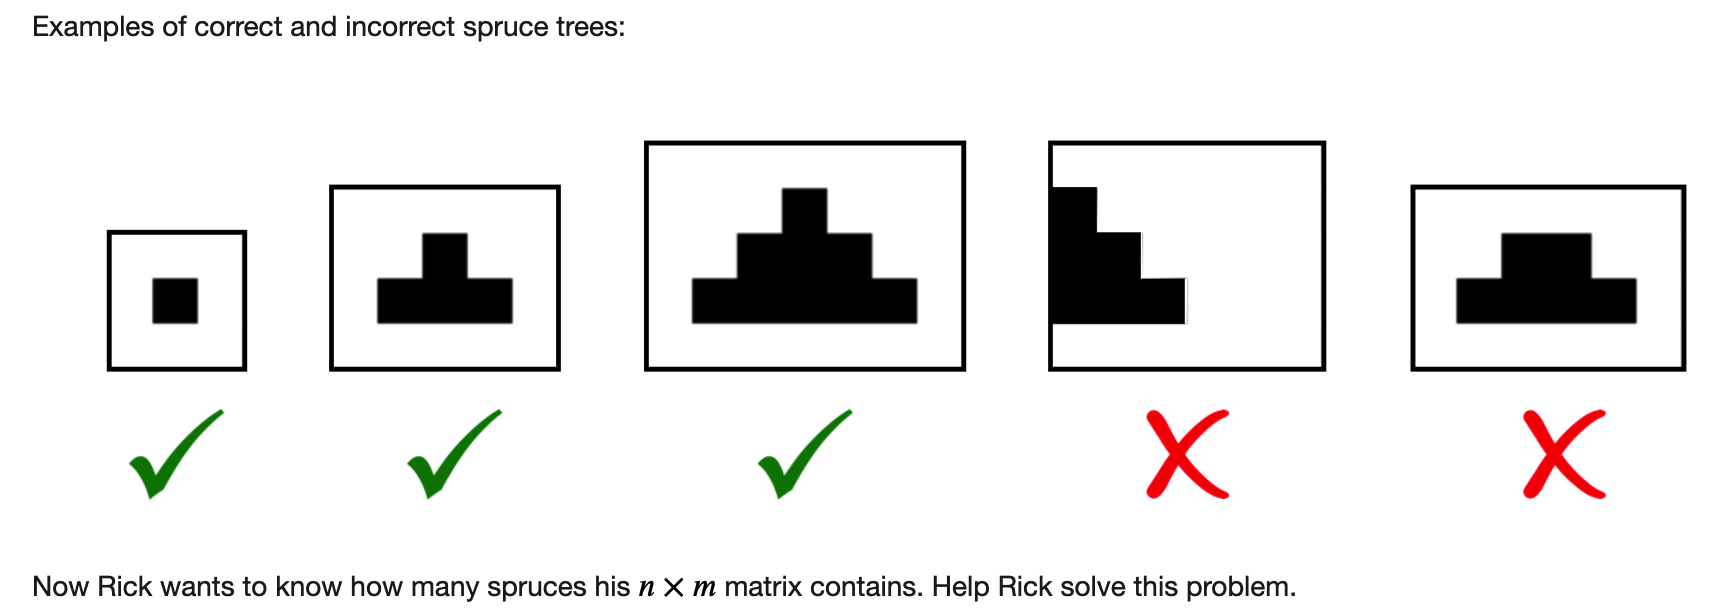 Examples of correct and incorrect spruce trees:
Now Rick wants to know how many spruces his n × m matrix contains. Help Rick solve this problem.